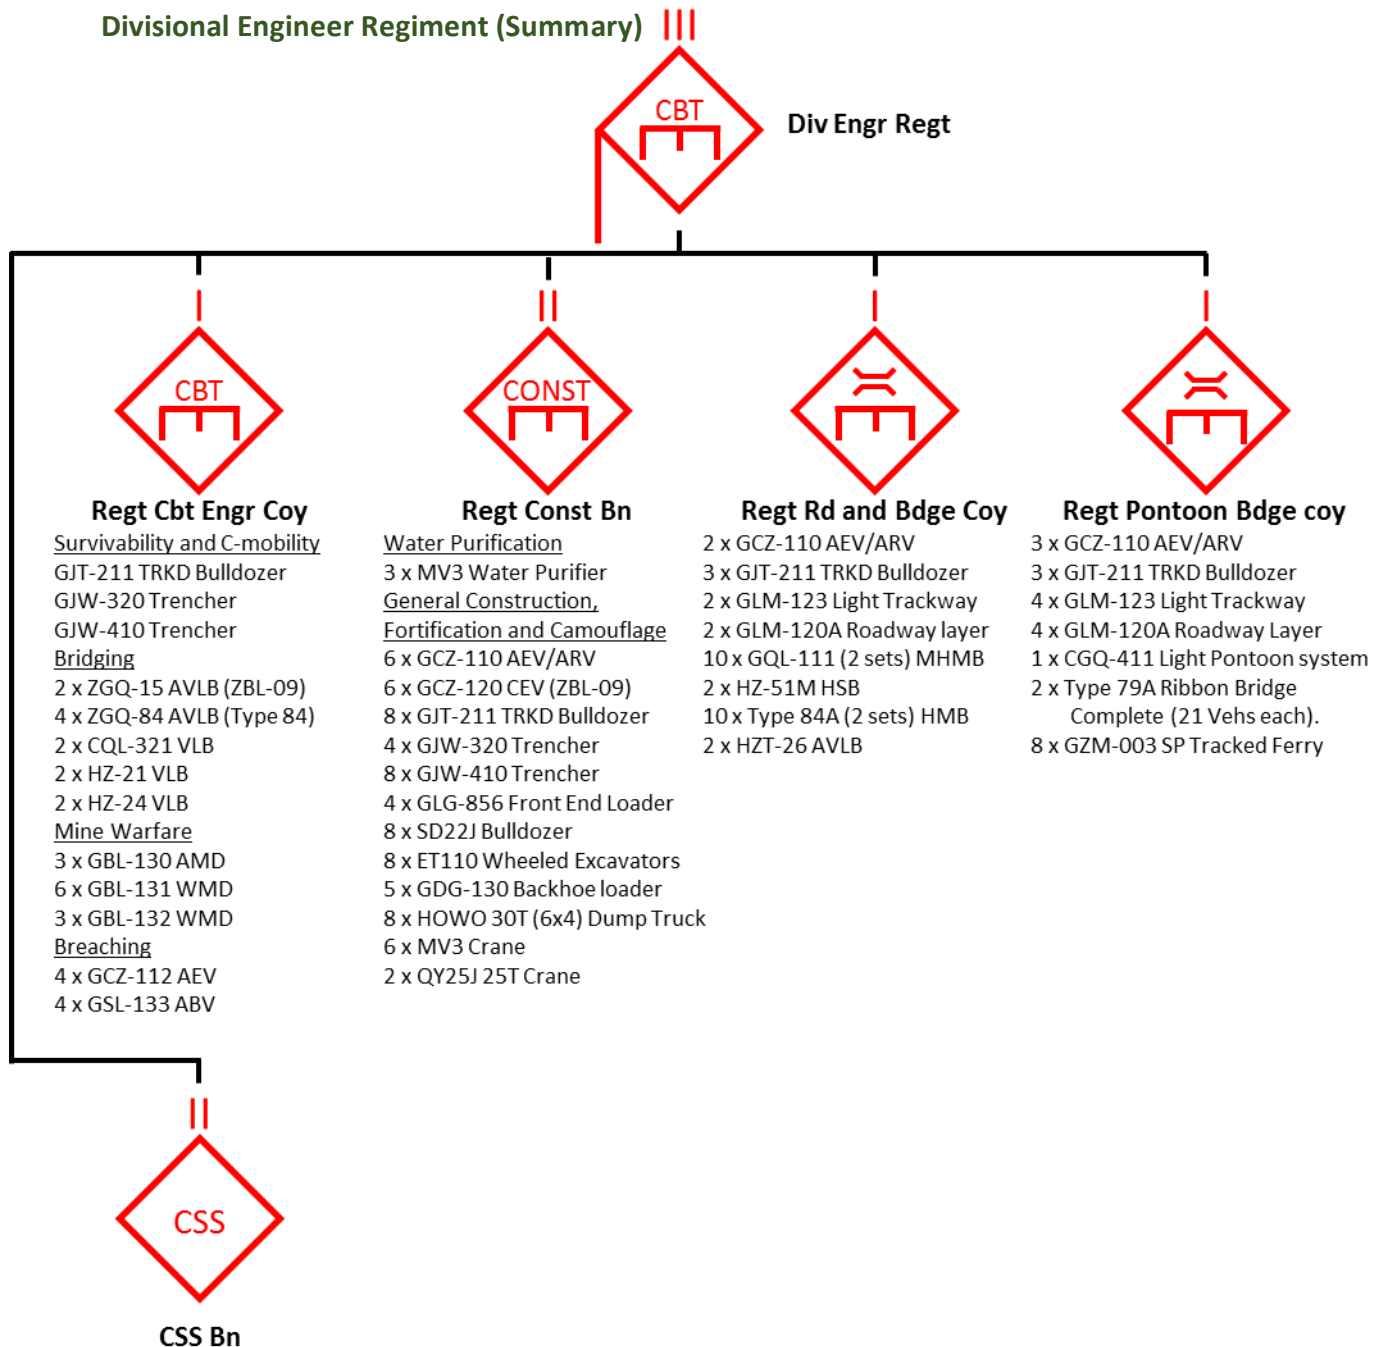 Divisional Engineer Regiment (Summary)
CBT
Div Engr Regt
CBT
Regt Cbt Engr Coy
Survivability and C-mobility
GJT-211 TRKD Bulldozer
GJW-320 Trencher
GJW-410 Trencher
Bridging
2 x ZGQ-15 AVLB (ZBL-09)
4 x ZGQ-84 AVLB (Type 84)
2 x CQL-321 VLB
2 x HZ-21 VLB
2 x HZ-24 VLB
Mine Warfare
3 x GBL-130 AMD
6 x GBL-131 WMD
3 x GBL-132 WMD
Breaching
4 x GCZ-112 AEV
4 x GSL-133 ABV
CONST
Regt Const Bn
Water Purification
3 x MV3 Water Purifier
General Construction,
Fortification and Camouflage
6 x GCZ-110 AEV/ARV
6 x GCZ-120 CEV (ZBL-09)
8 x GJT-211 TRKD Bulldozer
4 x GJW-320 Trencher
8 x GJW-410 Trencher
4 x GLG-856 Front End Loader
8 x SD22J Bulldozer
8 x ET110 Wheeled Excavators
5 x GDG-130 Backhoe loader
8 x HOWO 30T (6x4) Dump Truck
6 x MV3 Crane
2 x QY25J 25T Crane
Regt Rd and Bdge Coy
2 x GCZ-110 AEV/ARV
3 x GJT-211 TRKD Bulldozer
2 x GLM-123 Light Trackway
2 x GLM-120A Roadway layer
10 x GQL-111 (2 sets) MHMB
2 x HZ-51M HSB
10 x Type 84A (2 sets) HMB
2 x HZT-26 AVLB
Regt Pontoon Bdge coy
3 x GCZ-110 AEV/ARV
3 x GJT-211 TRKD Bulldozer
4 x GLM-123 Light Trackway
4 x GLM-120A Roadway Layer
1 x CGQ-411 Light Pontoon system
2 x Type 79A Ribbon Bridge
Complete (21 Vehs each).
8 x GZM-003 SP Tracked Ferry
CSS
CSS Bn